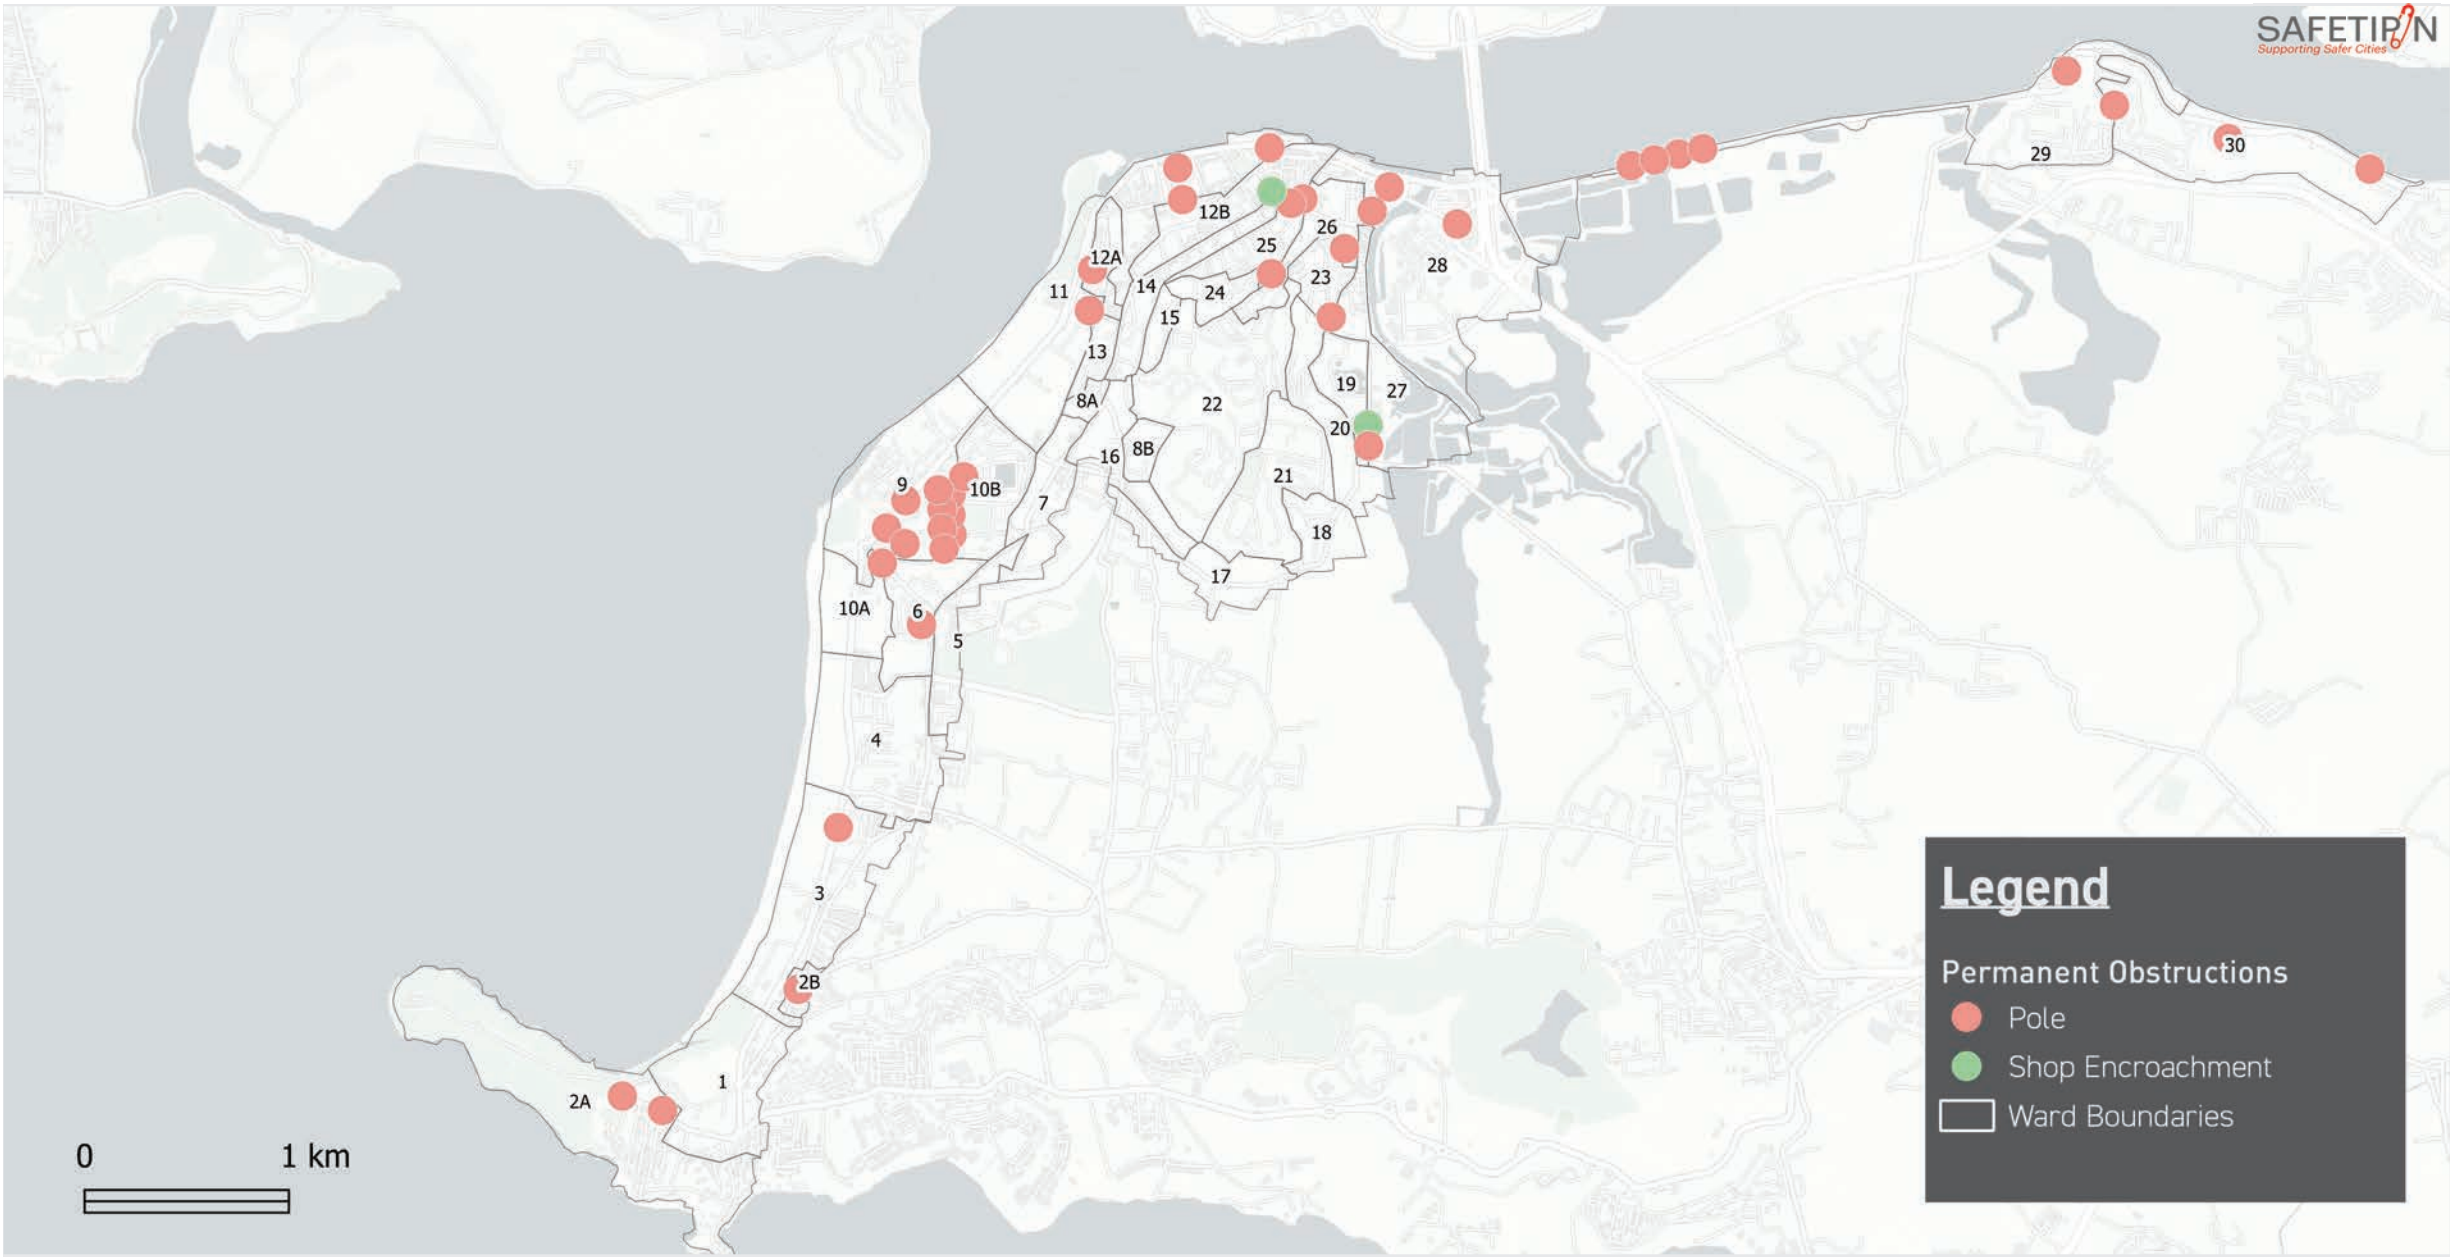 SAFETIPIN
Supporting Safer Cities
29
30
12B
26
25
28
12A
11
14
24
23
15
13
19
27
8A
22
20
16
8B
9
10B
21
7
18
17
10A
6
5
4
3
2B
1
2A
0 1 km
Legend
Permanent Obstructions
Pole
Shop Encroachment
Ward Boundaries